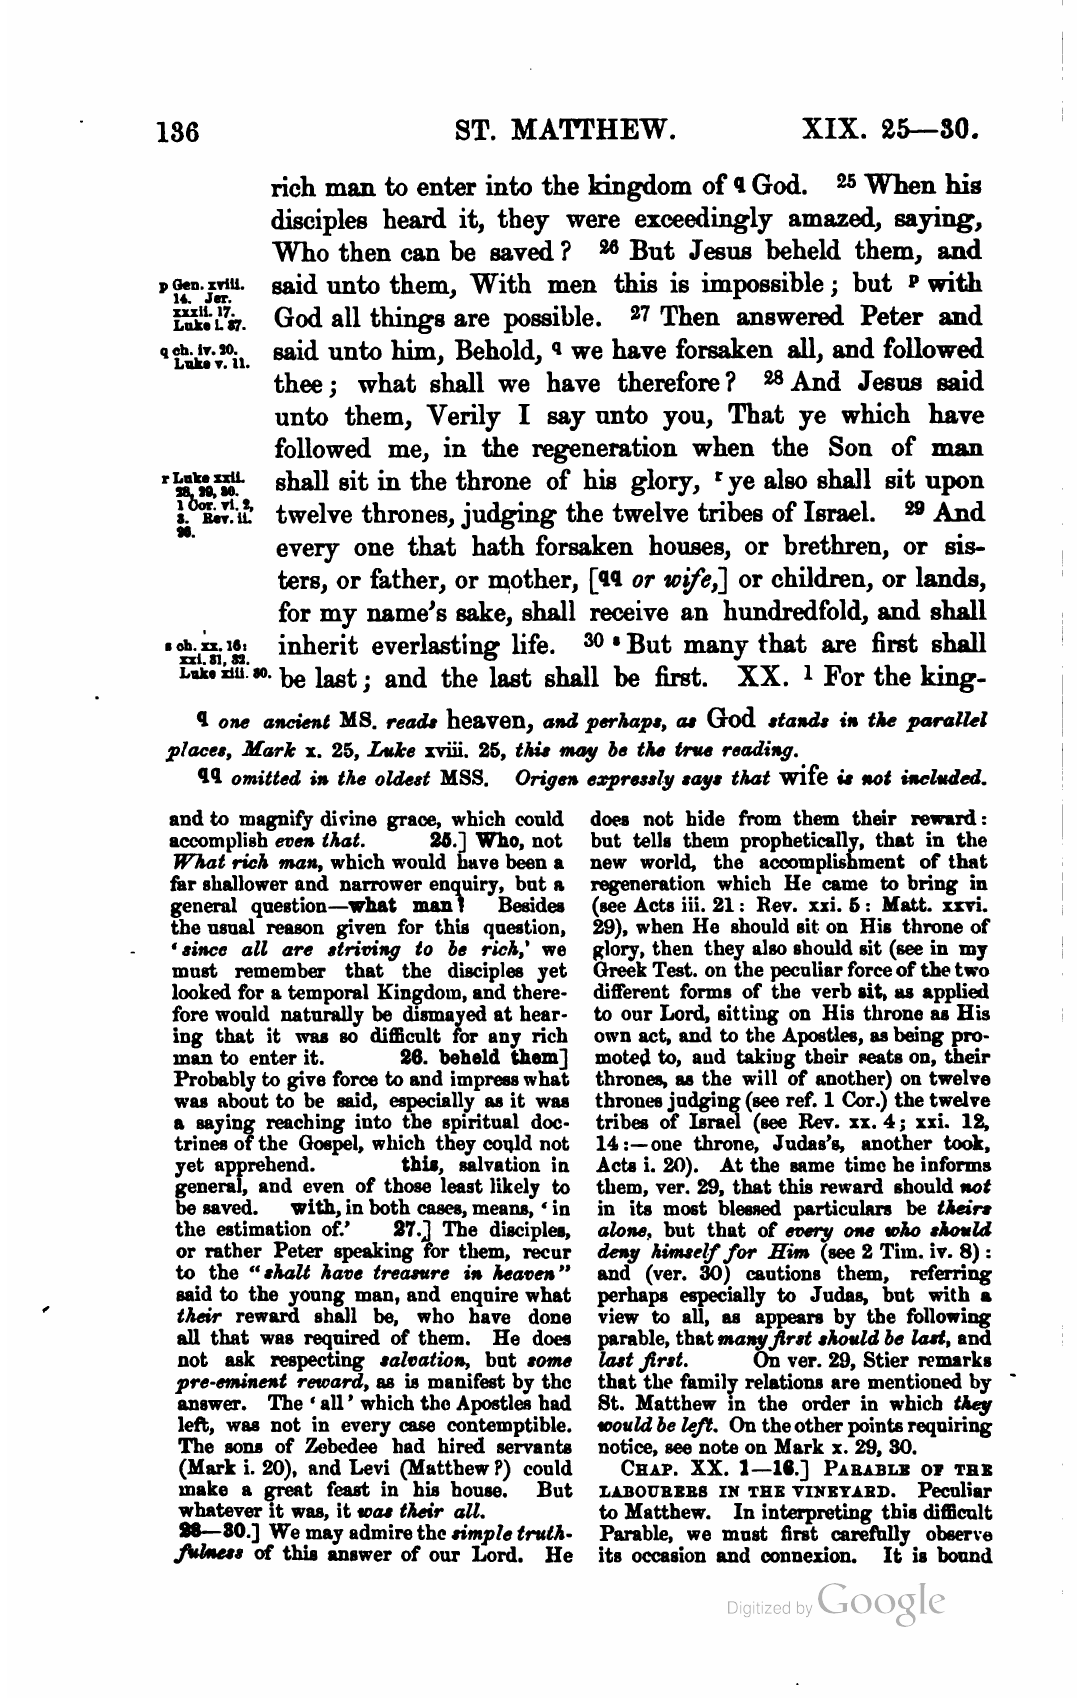 136 ST. MATTHEW. XIX. 25—30.
rich man to enter into the kingdom of q God. 25 When his
disciples heard it, they were exceedingly amazed, saying,
Who then can be saved ? 26 But Jesus beheld them, and
said unto them, With men this is impossible ; but p with
God all things are possible. 27 Then answered Peter and
said unto him, Behold, q we have forsaken all, and followed
thee ; what shall we have therefore ? 28 And Jesus said
unto them, Verily I say unto you, That ye which have
followed me, in the regeneration when the Son of man
shall sit in the throne of his glory, r ye also shall sit upon
twelve thrones, judging the twelve tribes of Israel. 29 And
every one that hath forsaken houses, or brethren, or sis-
ters, or father, or mother, [qq or wife,] or children, or lands,
for my name's sake, shall receive an hundredfold, and shall
inherit everlasting life. 30 s But many that are first shall
be last ; and the last shall be first. XX. 1 For the king-
p Gen. xviii.
14. Jer.
xxxii. 17.
Luke i. 37.
q ch. iv. 20.
Luke v. 11.
r Luke xxii.
28, 29, 30.
1 Cor. vi. 2,
3. Rev. ii.
26.
s ch. xx. 16:
xxi. 31, 32.
Luke xiii. 30.
q one ancient MS. reads heaven, and perhaps, as God stands in the parallel
places, Mark x. 25, Luke xviii. 25, this may be the true reading.
qq omitted in the oldest MSS. Origen expressly says that wife is not included.
and to magnify divine grace, which could
accomplish even that. 25.] Who, not
What rich man, which would have been a
far shallower and narrower enquiry, but a
general question—what man? Besides
the usual reason given for this question,
‘ since all are striving to be rich,’ we
must remember that the disciples yet
looked for a temporal Kingdom, and there-
fore would naturally be dismayed at hear-
ing that it was so difficult for any rich
man to enter it. 26. beheld them]
Probably to give force to and impress what
was about to be said, especially as it was
a saying reaching into the spiritual doc-
trines of the Gospel, which they could not
yet apprehend. this, salvation in
general, and even of those least likely to
be saved. with, in both cases, means, ‘ in
the estimation of.’ 27.] The disciples,
or rather Peter speaking for them, recur
to the “shalt have treasure in heaven”
said to the young man, and enquire what
their reward shall be, who have done
all that was required of them. He does
not ask respecting salvation, but some
pre-eminent reward, as is manifest by the
answer. The ‘ all ’ which the Apostles had
left, was not in every case contemptible.
The sons of Zebedee had hired servants
(Mark i. 20), and Levi (Matthew ?) could
make a great feast in his house. But
whatever it was, it was their all.
28—30.] We may admire the simple truth-
fulness of this answer of our Lord. He
does not hide from them their reward :
but tells them prophetically, that in the
new world, the accomplishment of that
regeneration which He came to bring in
(see Acts iii. 21 : Rev. xxi. 5 : Matt. xxvi.
29), when He should sit on His throne of
glory, then they also should sit (see in my
Greek Test. on the peculiar force of the two
different forms of the verb sit, as applied
to our Lord, sitting on His throne as His
own act, and to the Apostles, as being pro-
moted to, and taking their seats on, their
thrones, as the will of another) on twelve
thrones judging (see ref. 1 Cor.) the twelve
tribes of Israel (see Rev. xx. 4 ; xxi. 12,
14 :—one throne, Judas's, another took,
Acts i. 20). At the same time he informs
them, ver. 29, that this reward should not
in its most blessed particulars be theirs
alone, but that of every one who should
deny himself for Him (see 2 Tim. iv. 8) :
and (ver. 30) cautions them, referring
perhaps especially to Judas, but with a
view to all, as appears by the following
parable, that many first should be last, and
last first. On ver. 29, Stier remarks
that the family relations are mentioned by
St. Matthew in the order in which they
would be left. On the other points requiring
notice, see note on Mark x. 29, 30.
CHAP. XX. 1—16.] PARABLE OF THE
LABOURERS IN THE VINEYARD. Peculiar
to Matthew. In interpreting this difficult
Parable, we must first carefully observe
its occasion and connexion. It is bound
Digitized by Google